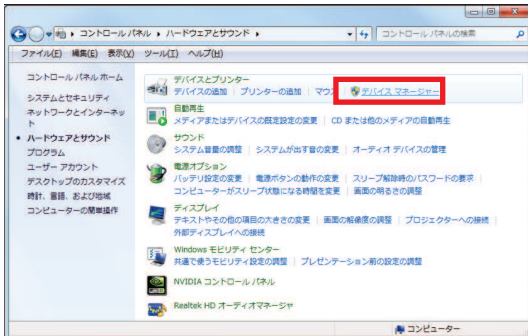 コントロール パネル ▸ ハードウェアとサウンド ▸
コントロール パネルの検索
ファイル(F) 編集(E) 表示(V) ツール(T) ヘルプ(H)
コントロール パネル ホーム
システムとセキュリティ
ネットワークとインターネッ
ト
ハードウェアとサウンド
プログラム
ユーザー アカウント
デスクトップのカスタマイズ
時計、言語、および地域
コンピューターの簡単操作
デバイスとプリンター
デバイスの追加 | プリンターの追加 | マウス | デバイス マネージャー
自動再生
メディアまたはデバイスの既定設定の変更 | CD または他のメディアの自動再生
サウンド
システム音量の調整 | システムが出す音の変更 | オーディオ デバイスの管理
電源オプション
バッテリ設定の変更 | 電源ボタンの動作の変更 | スリープ解除時のパスワードの要求 |
コンピューターがスリープ状態になる時間を変更 | 画面の明るさの調整
ディスプレイ
テキストやその他の項目の大きさの変更 | 画面の解像度の調整 | プロジェクターへの接続 |
外部ディスプレイへの接続
Windows モビリティ センター
共通で使うモビリティ設定の調整 | プレゼンテーション前の設定の調整
NVIDIA コントロール パネル
Realtek HD オーディオマネージャ
コンピューター